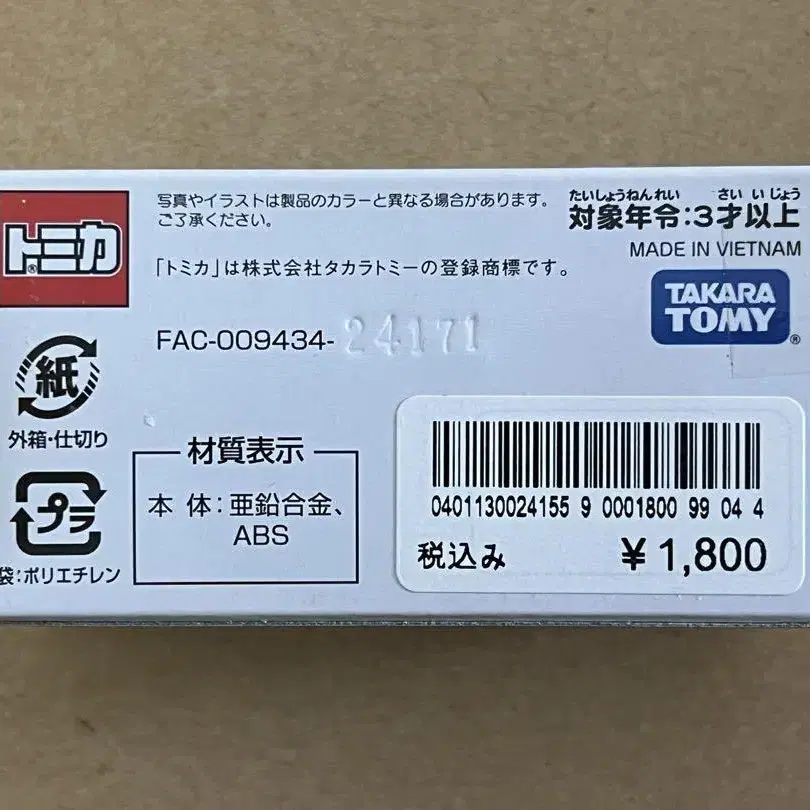 トミカ®
写真やイラストは製品のカラーと異なる場合があります。
ご了承ください。
「トミカ」は株式会社タカラトミーの登録商標です。
FAC-009434-24171
たいしょうねんれい さい いじょう
対象年令:3才以上
MADE IN VIETNAM
TAKARA
TOMY®
紙
外箱・仕切り
プラ
袋:ポリエチレン
材質表示
本 体:亜鉛合金、
ABS
0401130024155 9 0001800 99 04 4
税込み ¥1,800